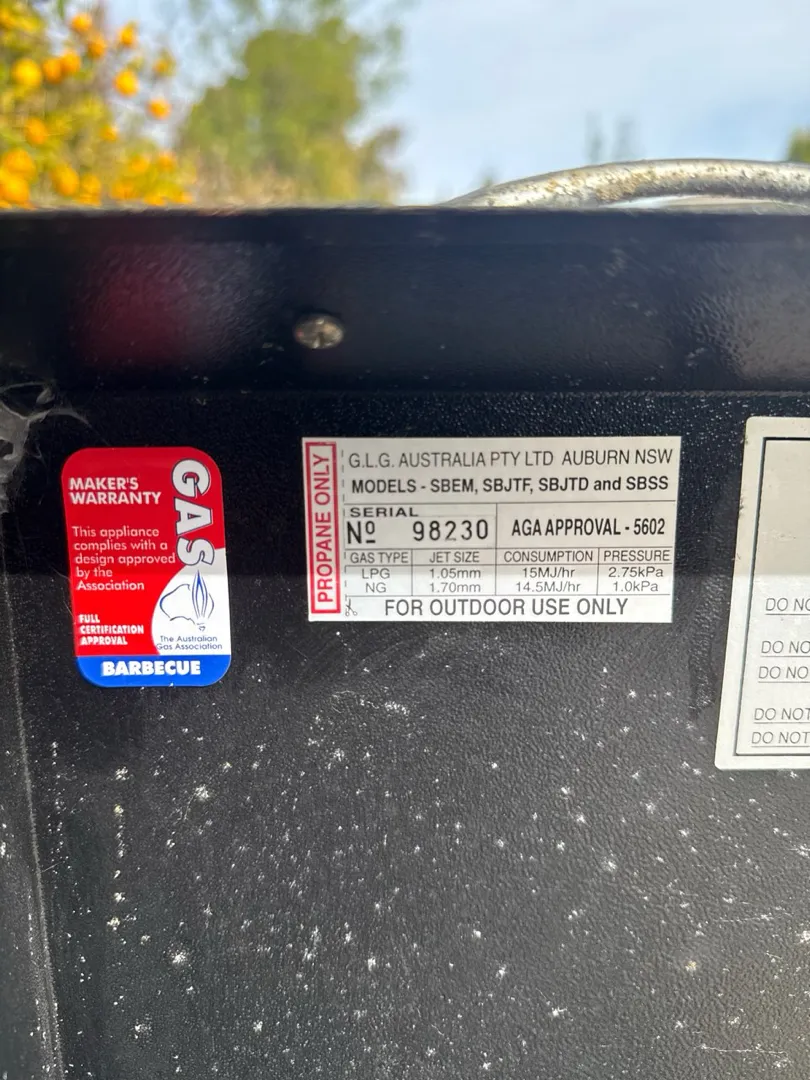 MAKER'S
WARRANTY
GAS
This appliance
complies with a
design approved
by the
Association
FULL
CERTIFICATION
APPROVAL
The Australian
Gas Association
BARBECUE
PROPANE ONLY
G.L.G. AUSTRALIA PTY LTD AUBURN NSW
MODELS - SBEM, SBJTF, SBJTD and SBSS
SERIAL
Nº 98230
AGA APPROVAL - 5602
GAS TYPE JET SIZE CONSUMPTION PRESSURE
LPG 1.05mm 15MJ/hr 2.75kPa
NG 1.70mm 14.5MJ/hr 1.0kPa
FOR OUTDOOR USE ONLY
DO NO
DO NO
DO NO
DO NOT
DO NOT